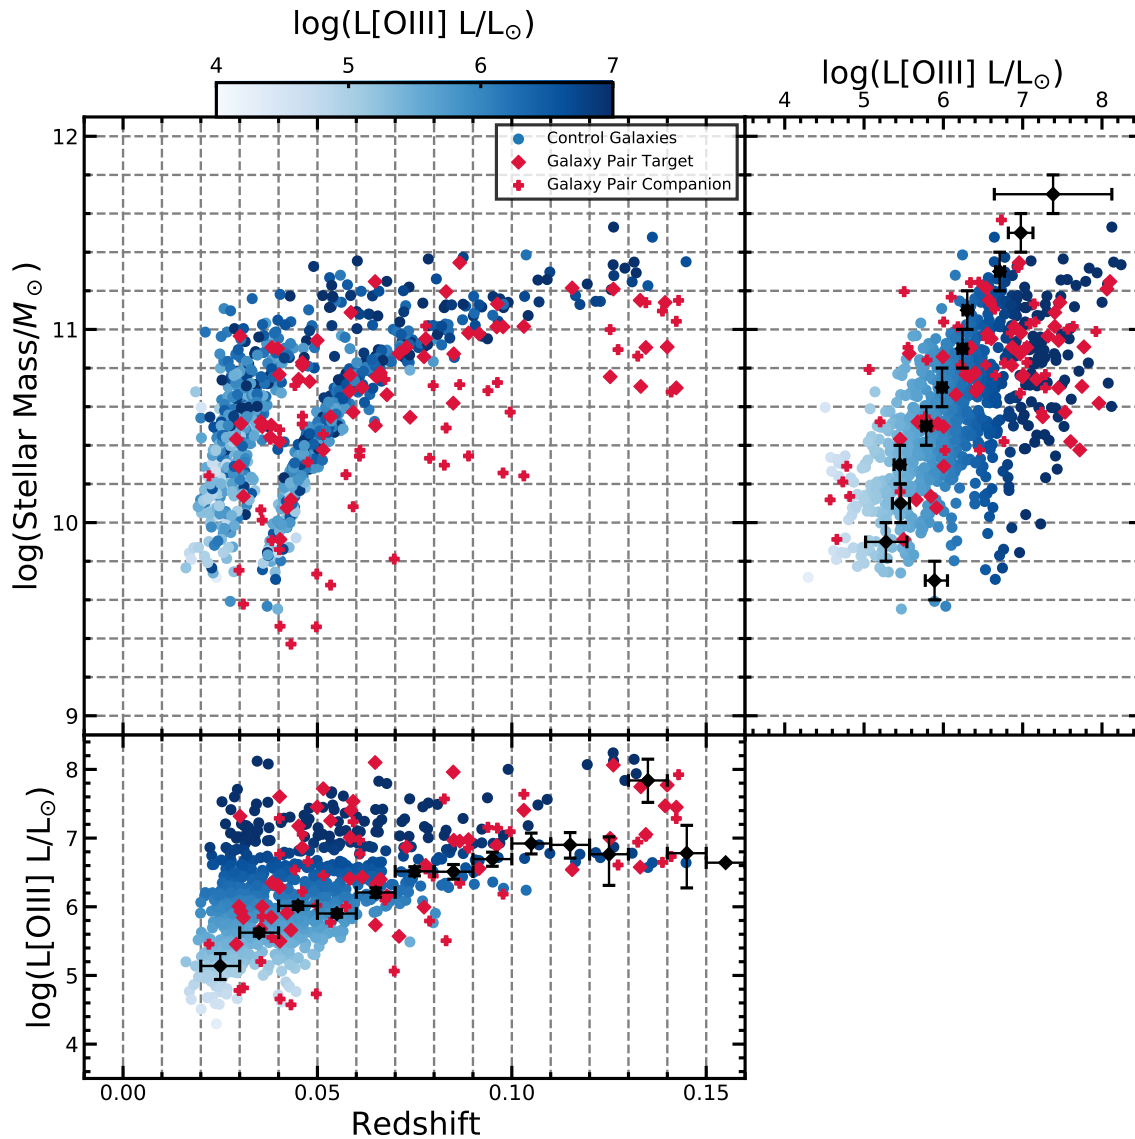 log(L[OIII] L/L⊙)
4 5 6 7
log(L[OIII] L/L⊙)
4 5 6 7 8
Control Galaxies
Galaxy Pair Target
Galaxy Pair Companion
12
11
10
9
log(Stellar Mass/M⊙)
8
7
6
5
4
log(L[OIII] L/L⊙)
0.00 0.05 0.10 0.15
Redshift